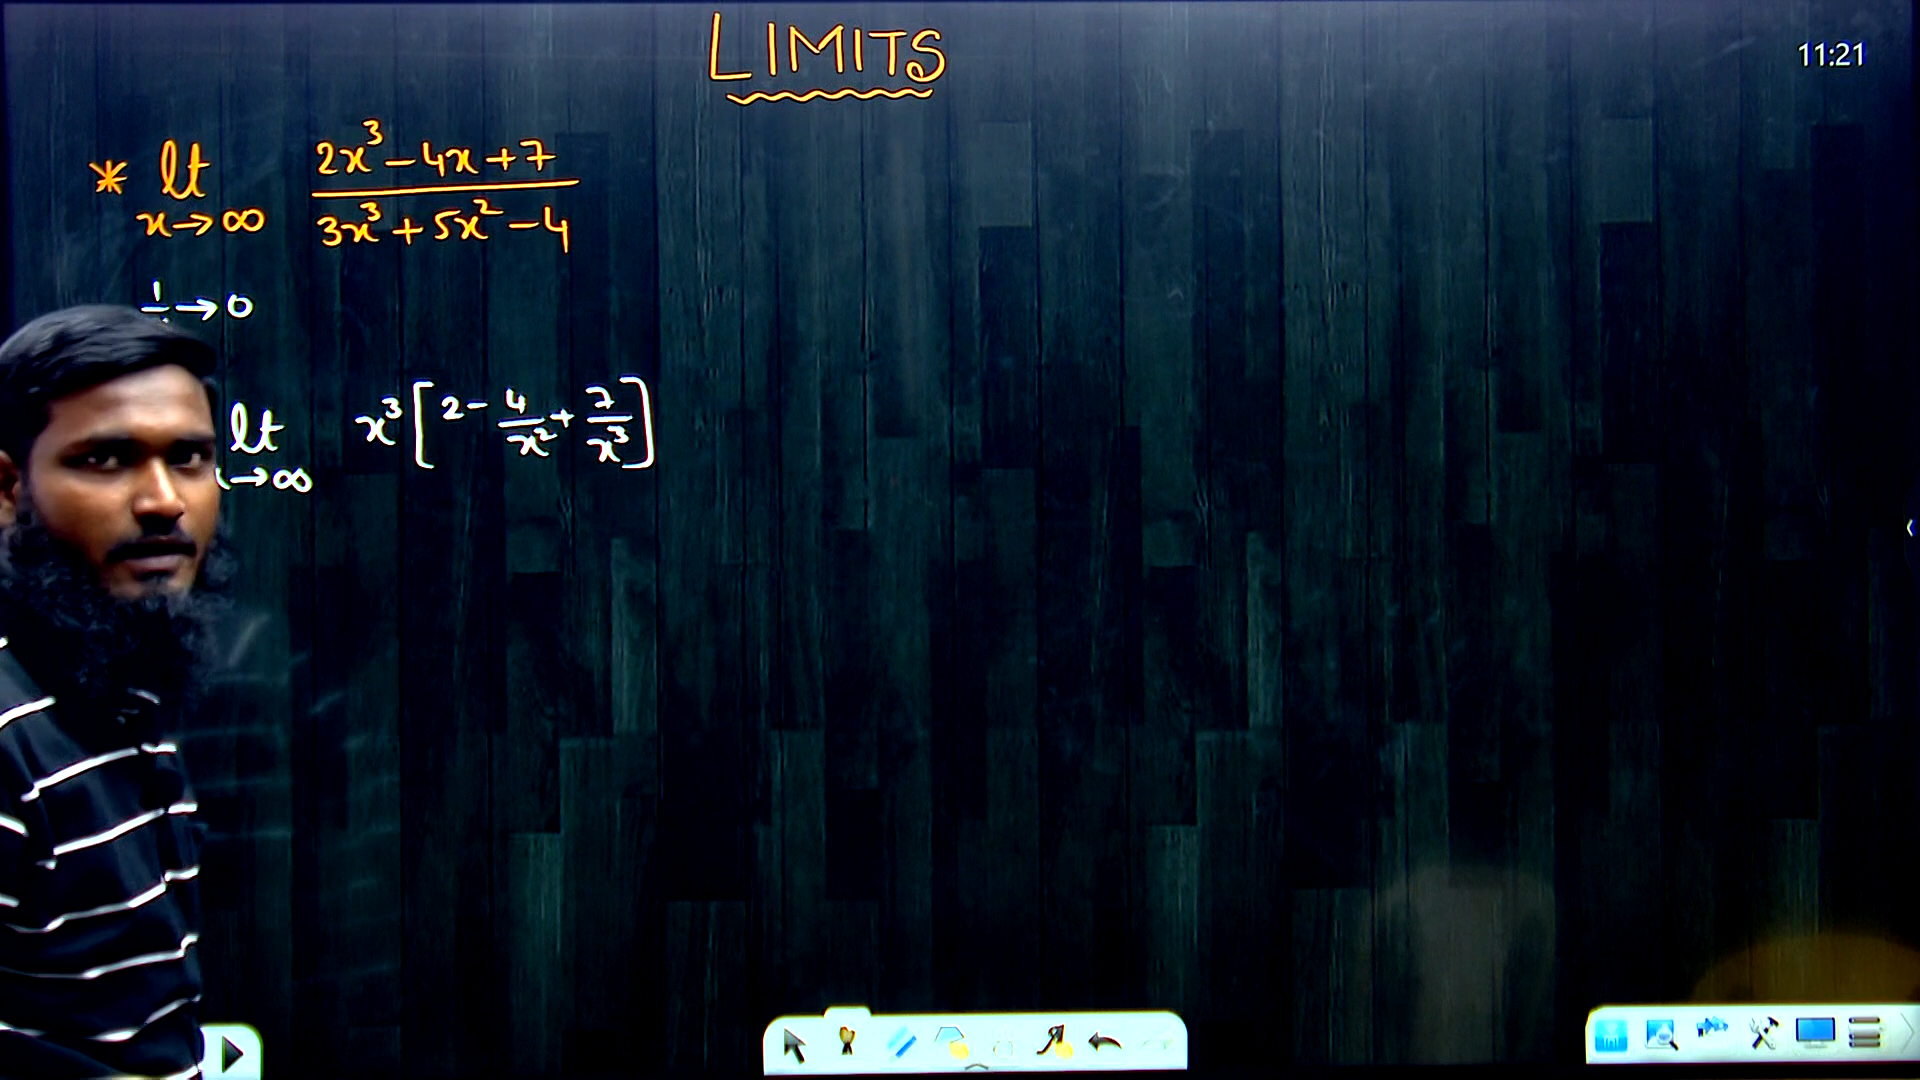 LIMITS
11:21
* lt x→∞ (2x³ - 4x + 7) / (3x³ + 5x² - 4)
1/ → 0
lt →∞ x³ [2 - 4/x² + 7/x³]